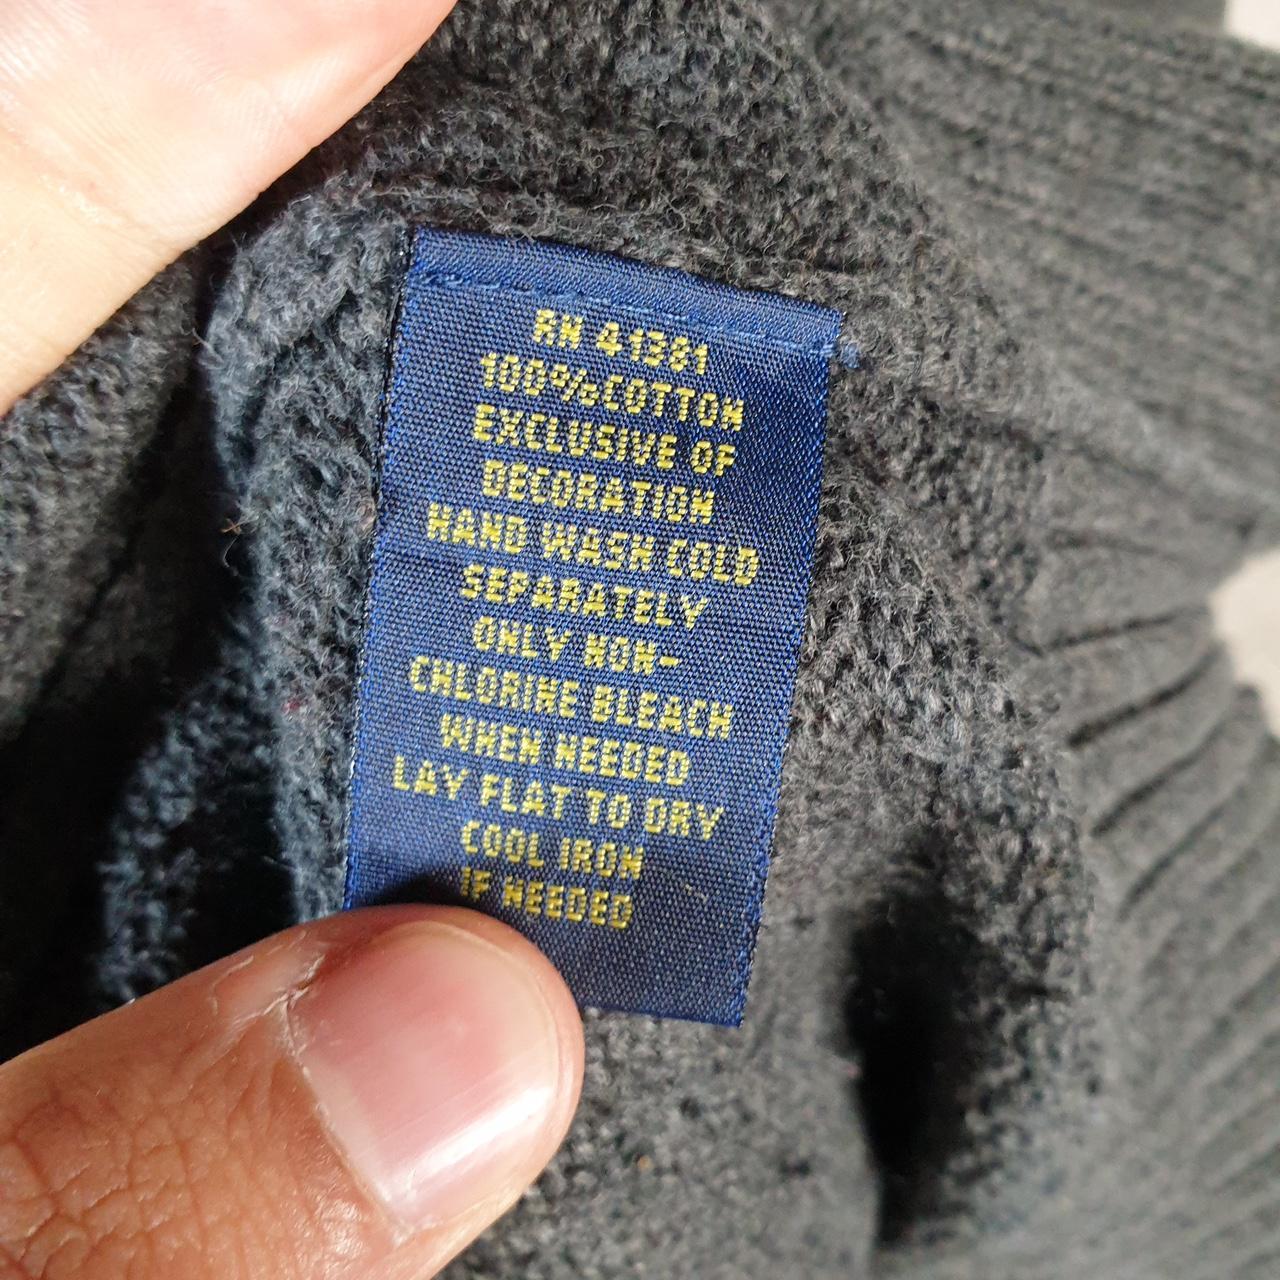 RN 41381
100%COTTON
EXCLUSIVE OF
DECORATION
HAND WASH COLD
SEPARATELY
ONLY NON-
CHLORINE BLEACH
WHEN NEEDED
LAY FLAT TO DRY
COOL IRON
IF NEEDED